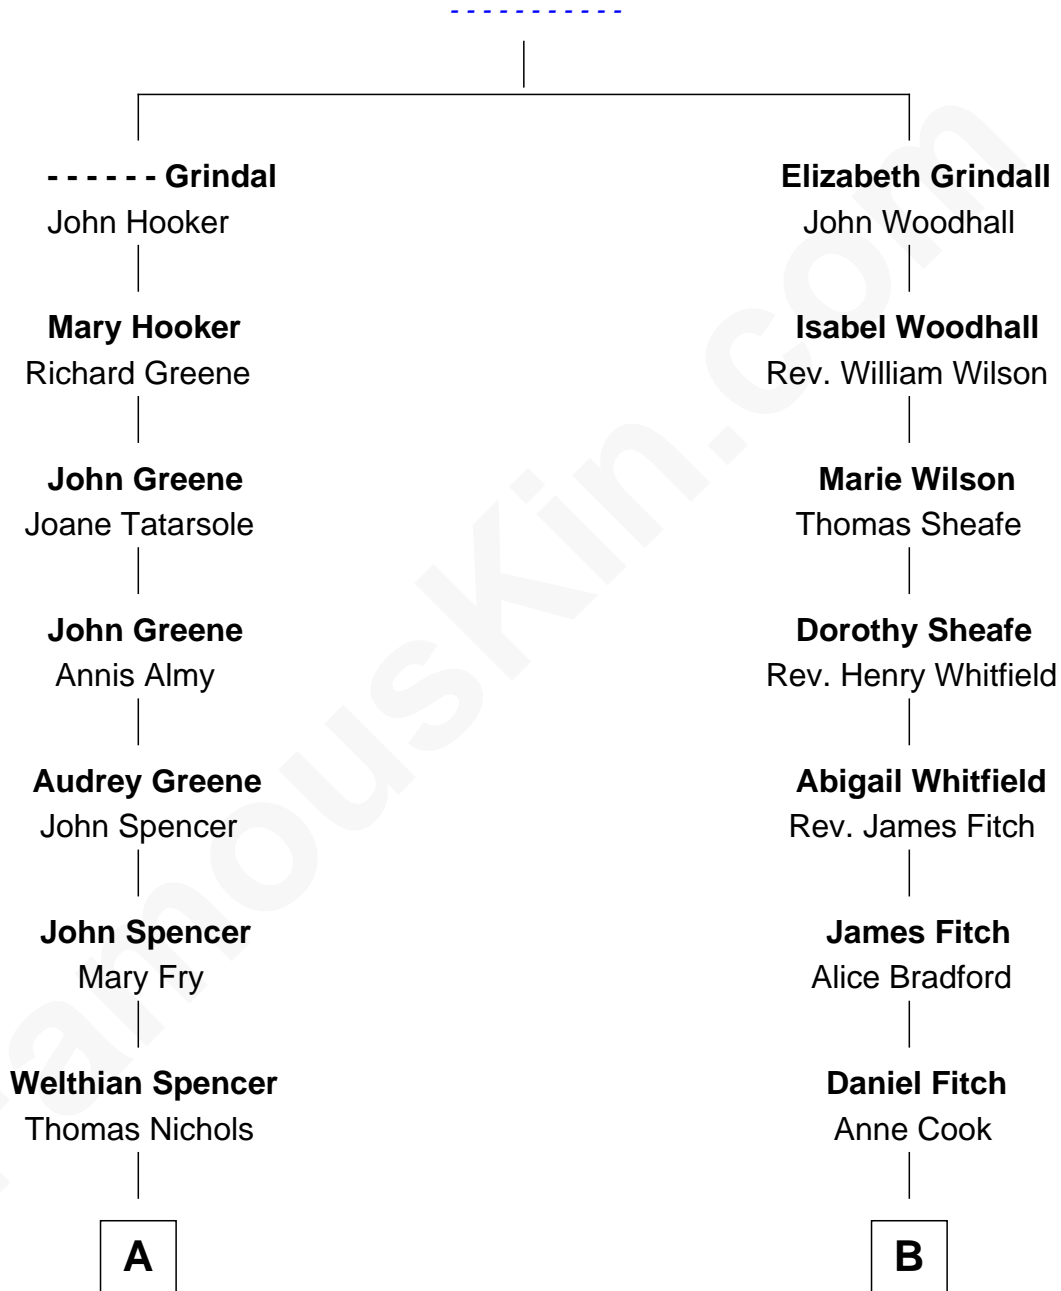 - - - - - - - - - - -
- - - - - - Grindal
John Hooker
Mary Hooker
Richard Greene
John Greene
Joane Tatarsole
John Greene
Annis Almy
Audrey Greene
John Spencer
John Spencer
Mary Fry
Welthian Spencer
Thomas Nichols
A
Elizabeth Grindall
John Woodhall
Isabel Woodhall
Rev. William Wilson
Marie Wilson
Thomas Sheafe
Dorothy Sheafe
Rev. Henry Whitfield
Abigail Whitfield
Rev. James Fitch
James Fitch
Alice Bradford
Daniel Fitch
Anne Cook
B
FamousKin.com